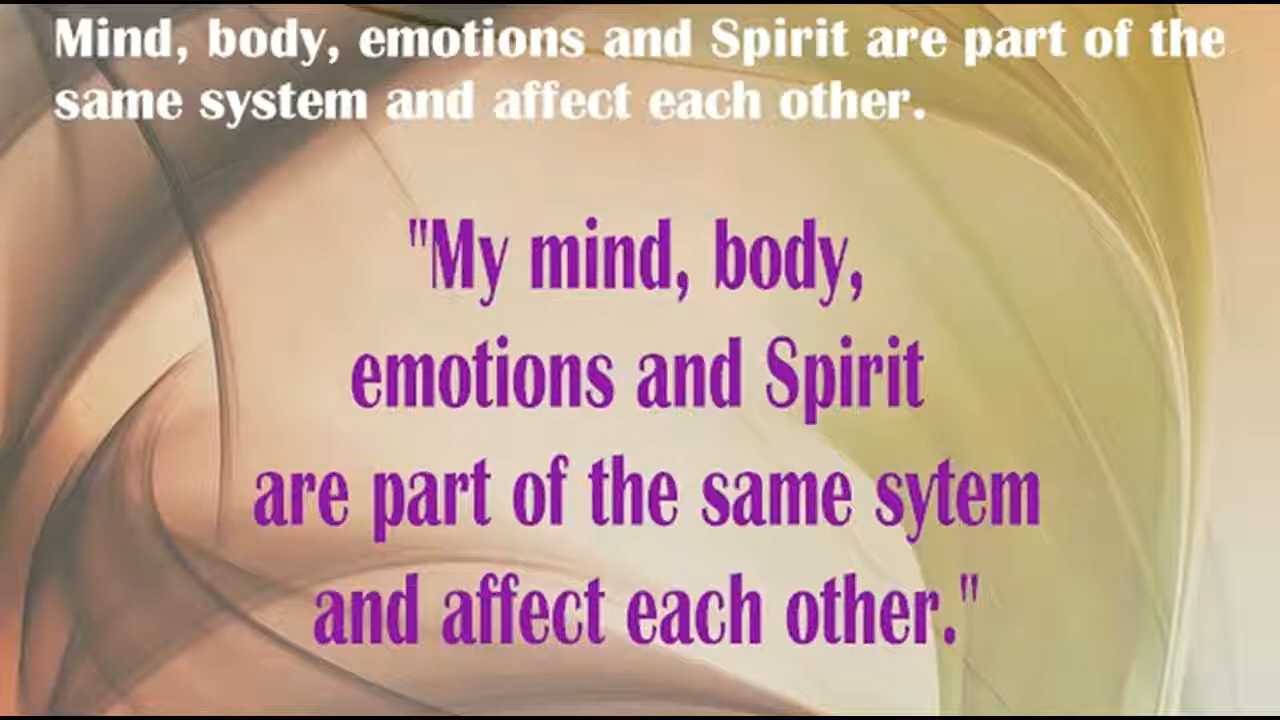 Mind, body, emotions and Spirit are part of the
same system and affect each other.
"My mind, body,
emotions and Spirit
are part of the same sytem
and affect each other."